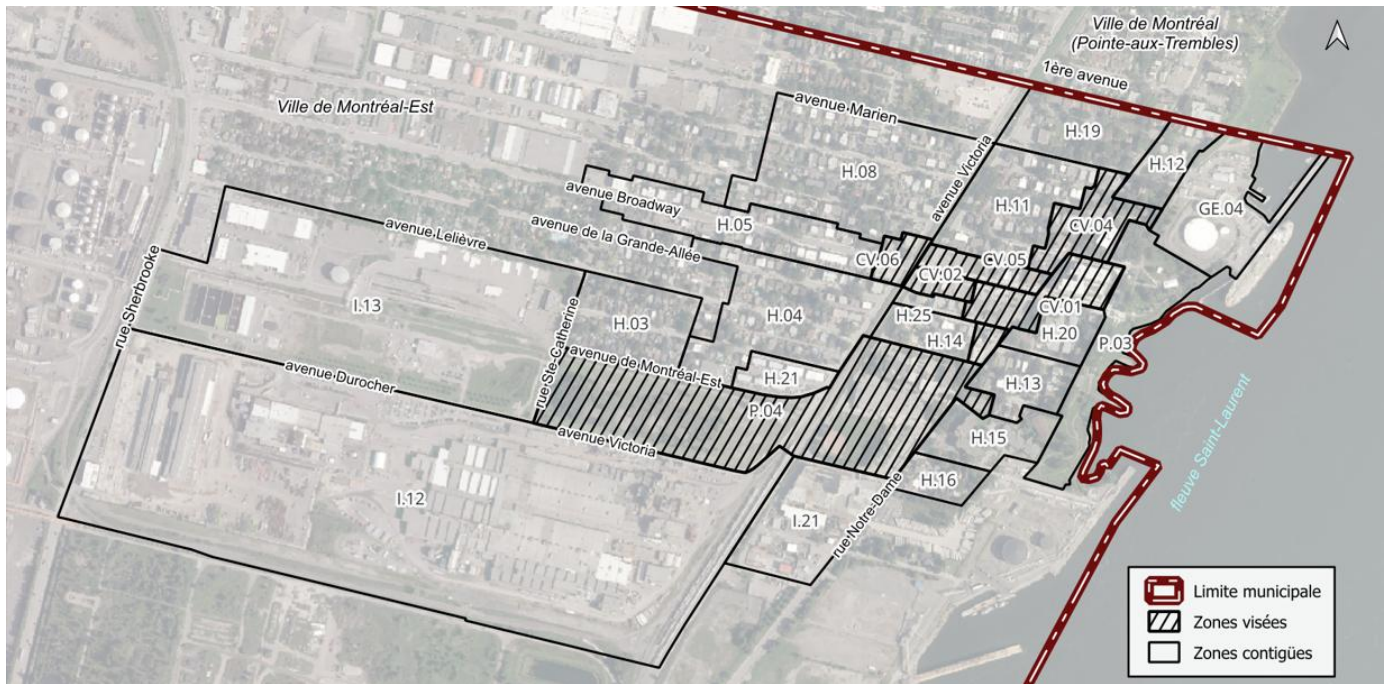 Ville de Montréal
(Pointe-aux-Trembles)
1ère avenue
Ville de Montréal-Est
avenue Marien
H.19
H.12
H.08
avenue Victoria
H.11
GE.04
avenue Broadway
H.05
CV.04
avenue de la Grande-Allée
avenue Lelièvre
CV.06
CV.05
CV.02
rue Sherbrooke
I.13
CV.01
H.03
H.04
H.25
H.14
H.20
P.03
rue Ste-Catherine
avenue de Montréal-Est
H.21
H.13
avenue Durocher
P.04
avenue Victoria
H.15
fleuve Saint-Laurent
H.16
I.12
I.21
rue Notre-Dame
Limite municipale
Zones visées
Zones contigües